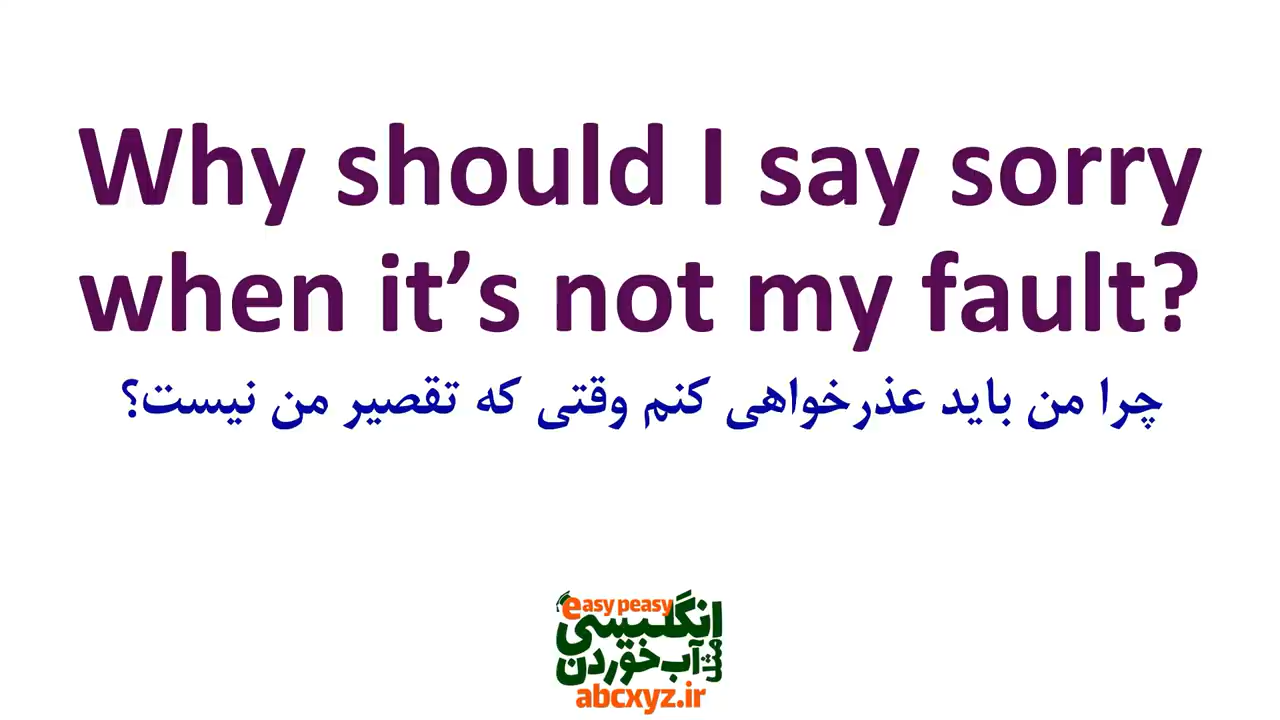 Why should I say sorry
when it’s not my fault?
چرا من باید عذرخواهی کنم وقتی که تقصیر من نیست؟
easy peasy
انگلیسی
مثل آب خوردن
abcxyz.ir